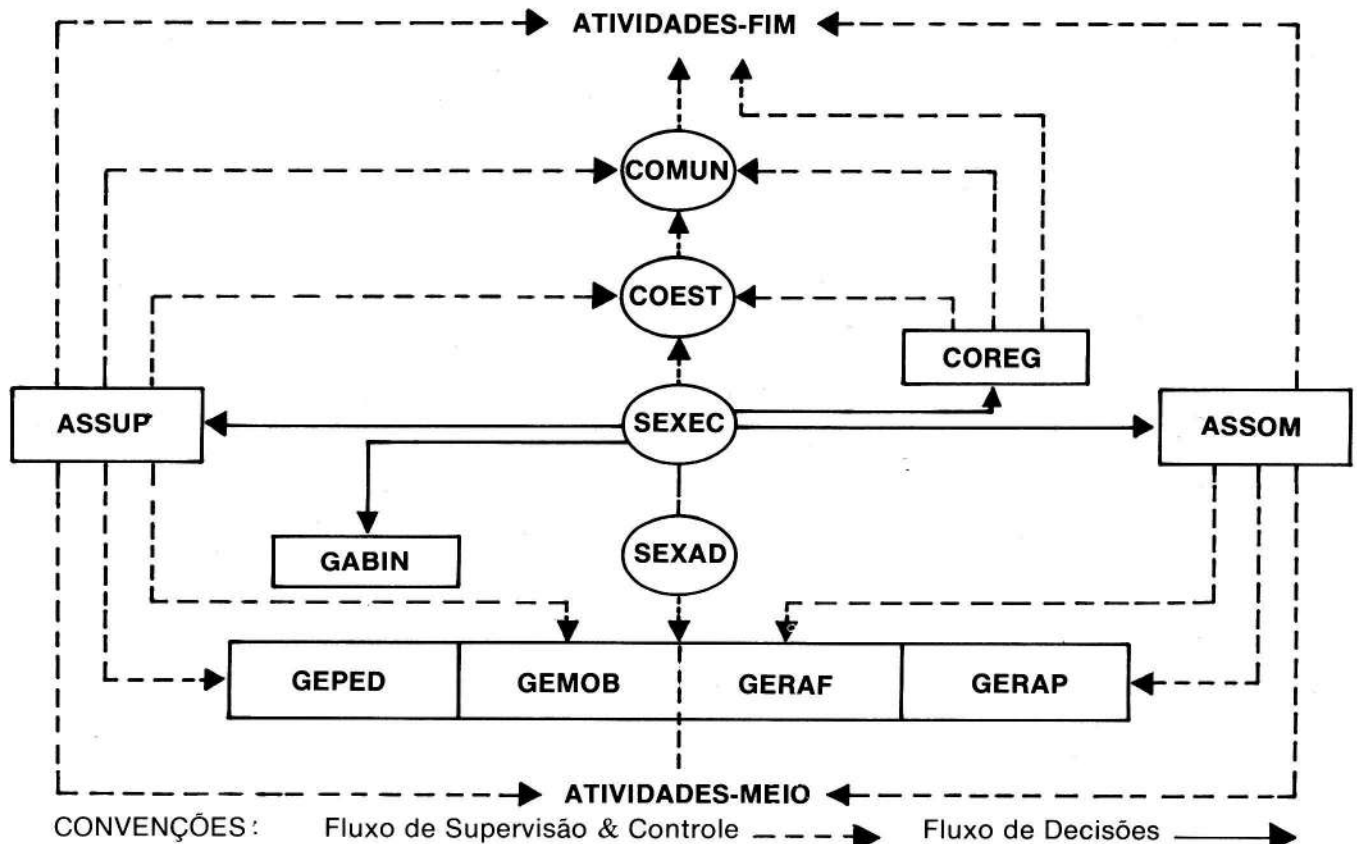 ATIVIDADES-FIM
COMUN
COEST
COREG
ASSUP
SEXEC
ASSOM
GABIN
SEXAD
GEPED GEMOB GERAF GERAP
ATIVIDADES-MEIO
CONVENÇÕES: Fluxo de Supervisão & Controle Fluxo de Decisões